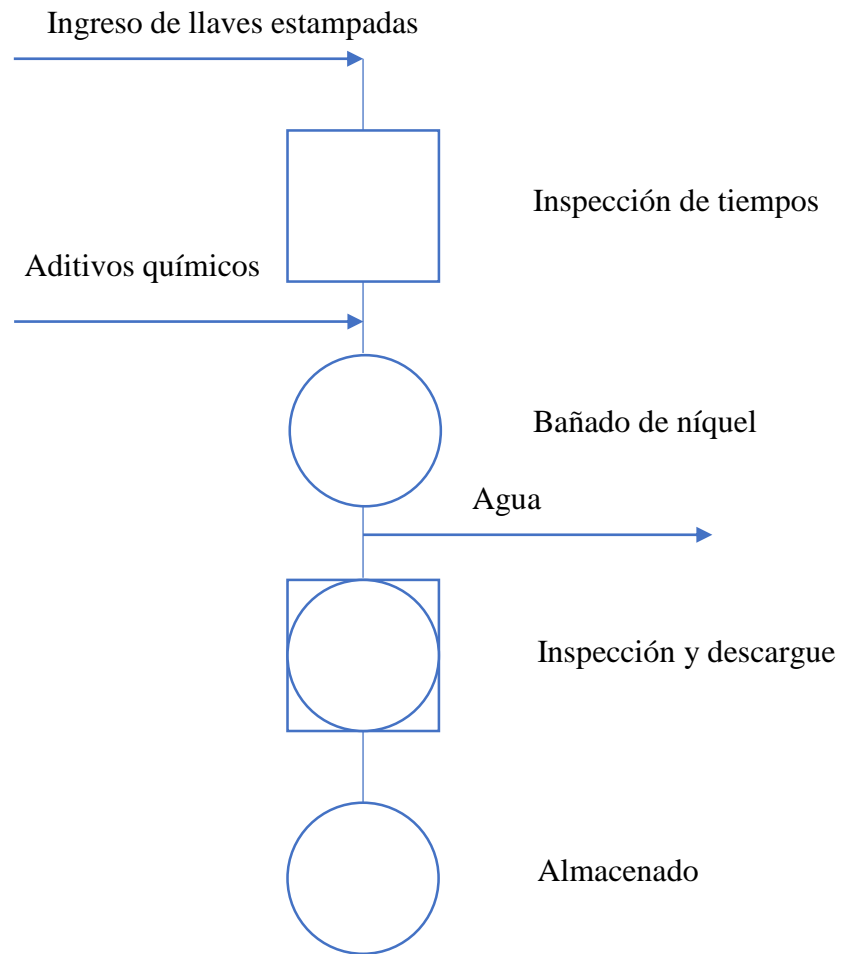 Ingreso de llaves estampadas
Inspección de tiempos
Aditivos químicos
Bañado de níquel
Agua
Inspección y descargue
Almacenado